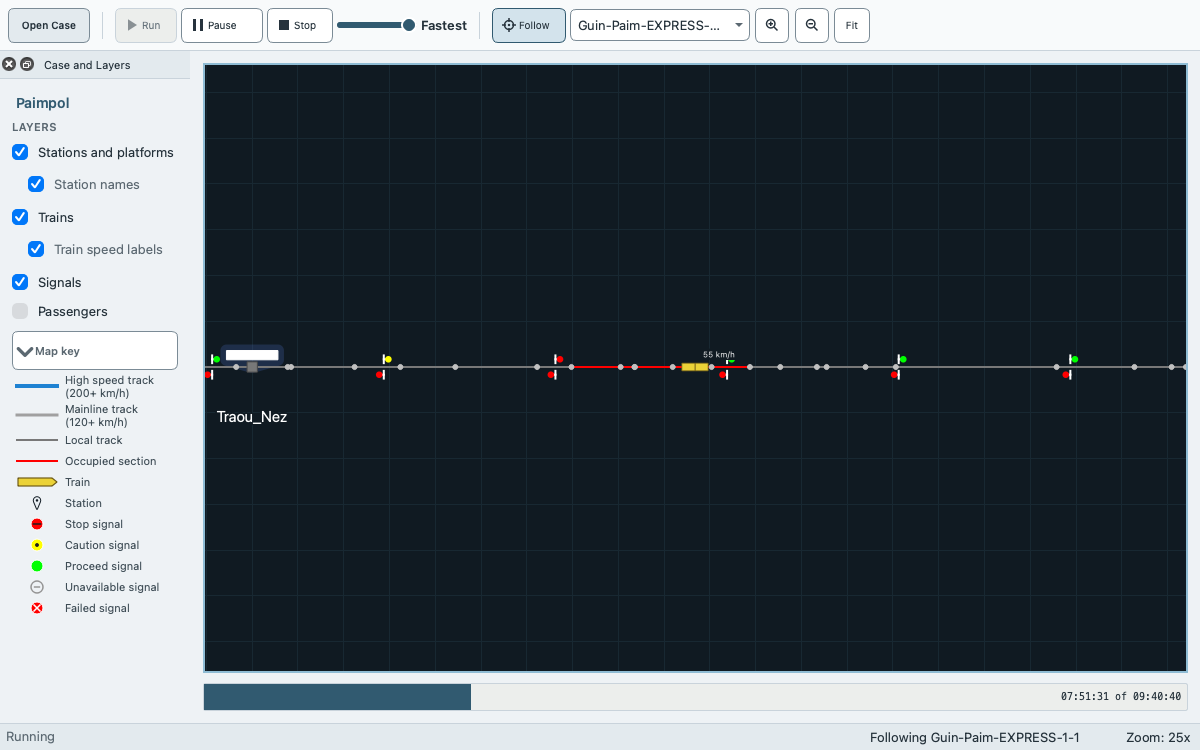 Open Case
Run
Pause
Stop
Fastest
Follow
Guin-Paim-EXPRESS-...
Fit
Case and Layers
Paimpol
LAYERS
Stations and platforms
Station names
Trains
Train speed labels
Signals
Passengers
Map key
High speed track
(200+ km/h)
Mainline track
(120+ km/h)
Local track
Occupied section
Train
Station
Stop signal
Caution signal
Proceed signal
Unavailable signal
Failed signal
55 km/h
Traou_Nez
07:51:31 of 09:40:40
Running
Following Guin-Paim-EXPRESS-1-1
Zoom: 25x